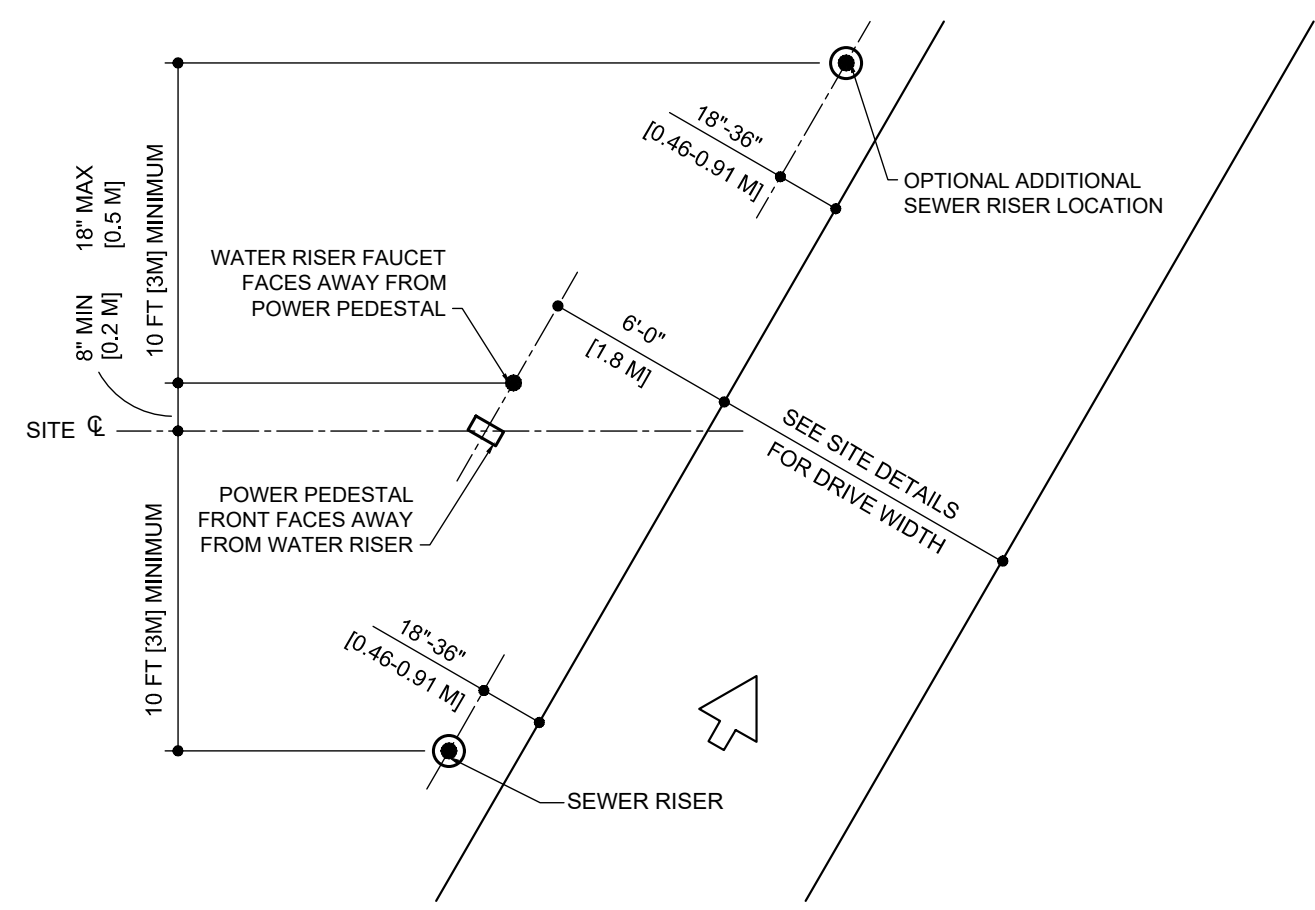 18"-36"
[0.46-0.91 M]
OPTIONAL ADDITIONAL
SEWER RISER LOCATION
18" MAX
[0.5 M]
10 FT [3M] MINIMUM
8" MIN
[0.2 M]
WATER RISER FAUCET
FACES AWAY FROM
POWER PEDESTAL
6'-0"
[1.8 M]
SITE ℄
SEE SITE DETAILS
FOR DRIVE WIDTH
POWER PEDESTAL
FRONT FACES AWAY
FROM WATER RISER
10 FT [3M] MINIMUM
18"-36"
[0.46-0.91 M]
SEWER RISER